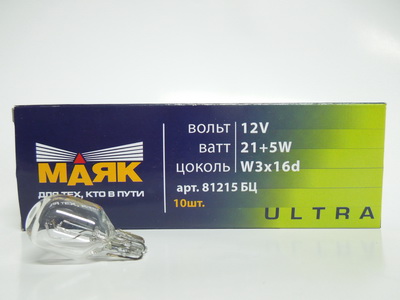 МАЯК
ДЛЯ ТЕХ, КТО В ПУТИ
ВОЛЬТ 12V
ватт 21+5W
цоколь W3x16d
арт. 81215 БЦ
10шт.
ULTRA